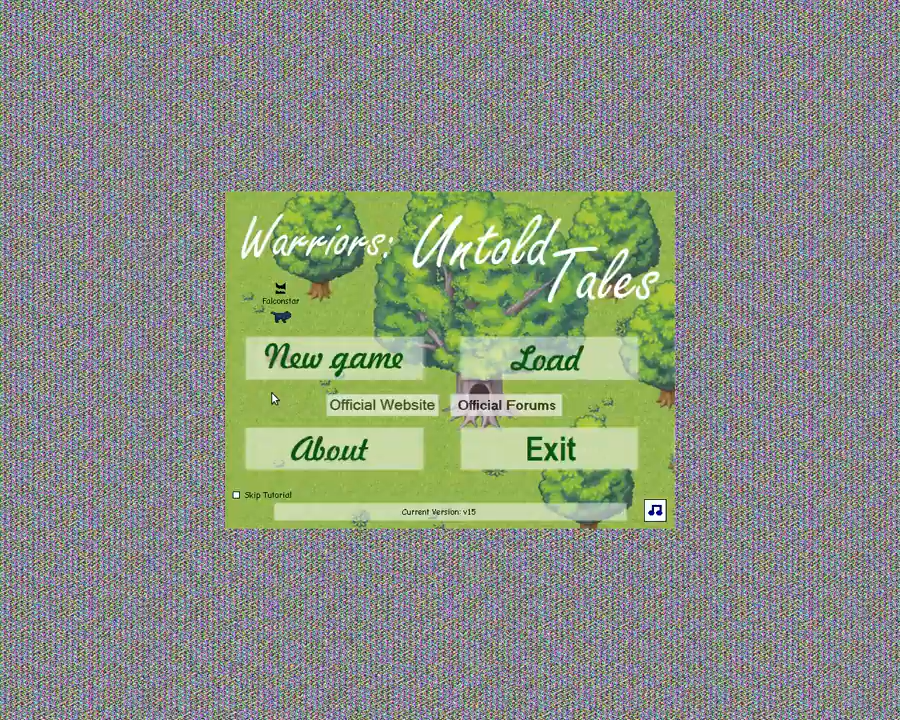 Warriors: Untold Tales
Falconstar
New game
Load
Official Website
Official Forums
About
Exit
Skip Tutorial
Current Version: v15